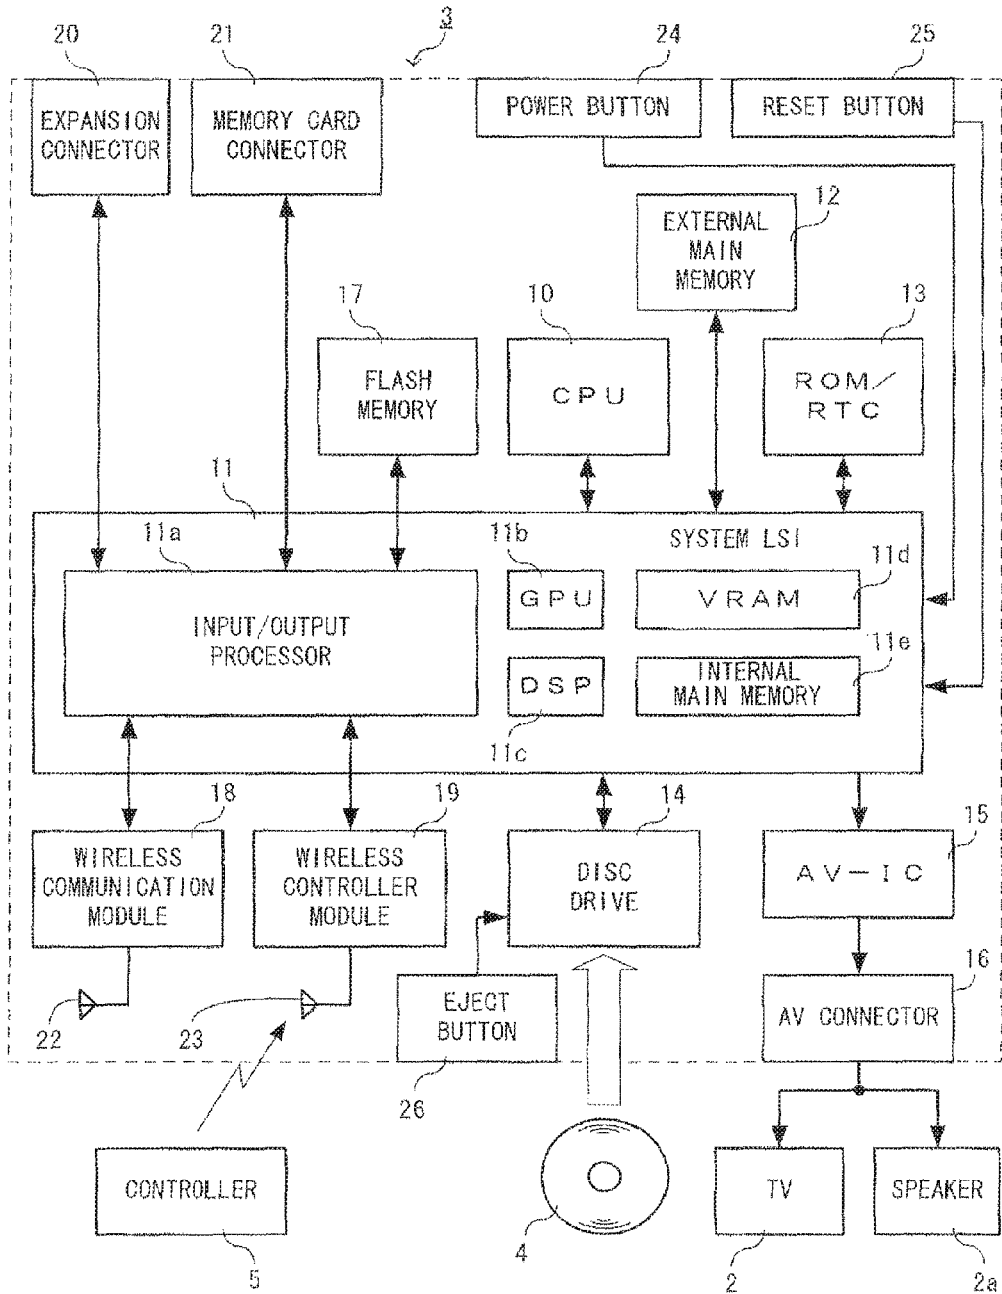 3
20
21
24
25
EXPANSION
CONNECTOR
MEMORY CARD
CONNECTOR
POWER BUTTON
RESET BUTTON
12
EXTERNAL
MAIN
MEMORY
17
10
13
FLASH
MEMORY
CPU
ROM/
RTC
11
SYSTEM LSI
11a
11b
11d
INPUT/OUTPUT
PROCESSOR
GPU
VRAM
11e
DSP
INTERNAL
MAIN MEMORY
11c
18
19
14
15
WIRELESS
COMMUNICATION
MODULE
WIRELESS
CONTROLLER
MODULE
DISC
DRIVE
AV-IC
16
22
23
EJECT
BUTTON
AV CONNECTOR
26
CONTROLLER
TV
SPEAKER
5
4
2
2a